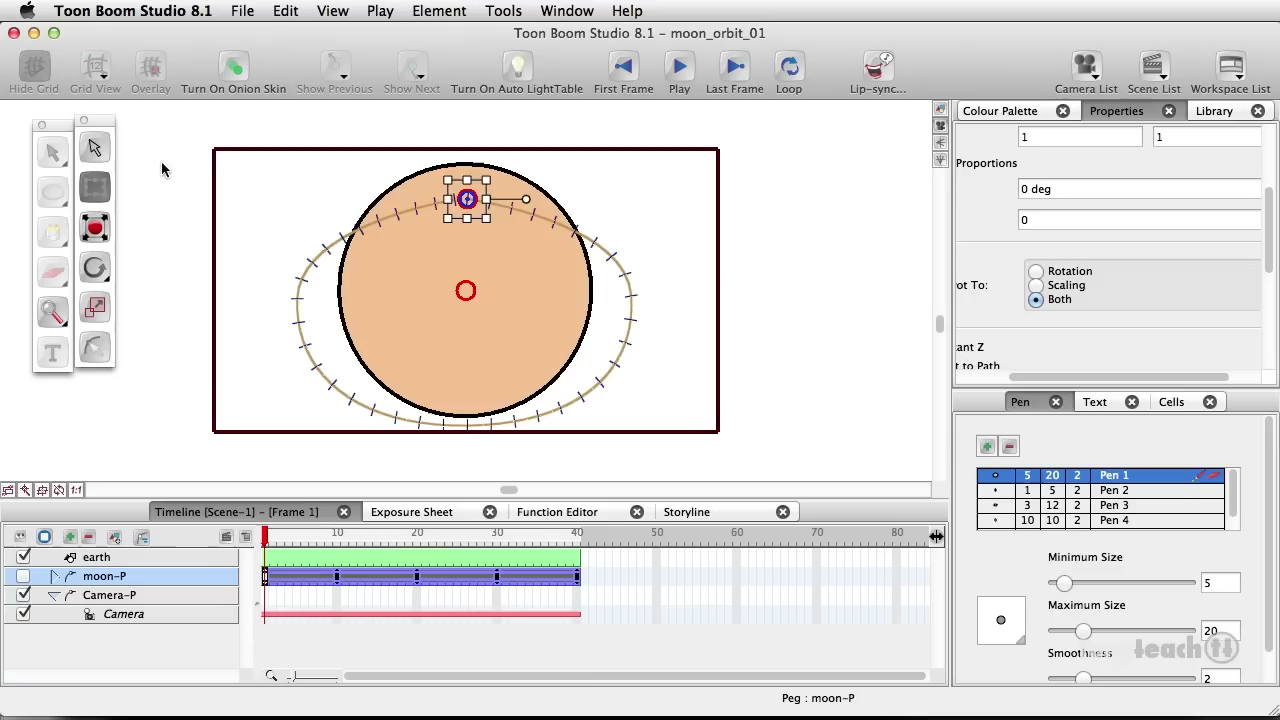 Toon Boom Studio 8.1 File Edit View Play Element Tools Window Help
Toon Boom Studio 8.1 - moon_orbit_01
Hide Grid Grid View Overlay Turn On Onion Skin Show Previous Show Next Turn On Auto LightTable First Frame Play Last Frame Loop Lip-sync... Camera List Scene List Workspace List
Colour Palette Properties Library
1 1
Proportions
0 deg
0
Rotation
ot To: Scaling
Both
ant Z
t to Path
Pen Text Cells
5 20 2 Pen 1
1 5 2 Pen 2
3 12 2 Pen 3
10 10 2 Pen 4
Minimum Size
5
Maximum Size
20
Smoothness
2
teach
1:1
Timeline [Scene-1] - [Frame 1] Exposure Sheet Function Editor Storyline
10 20 30 40 50 60 70 80
earth
moon-P
Camera-P
Camera
Peg : moon-P
T